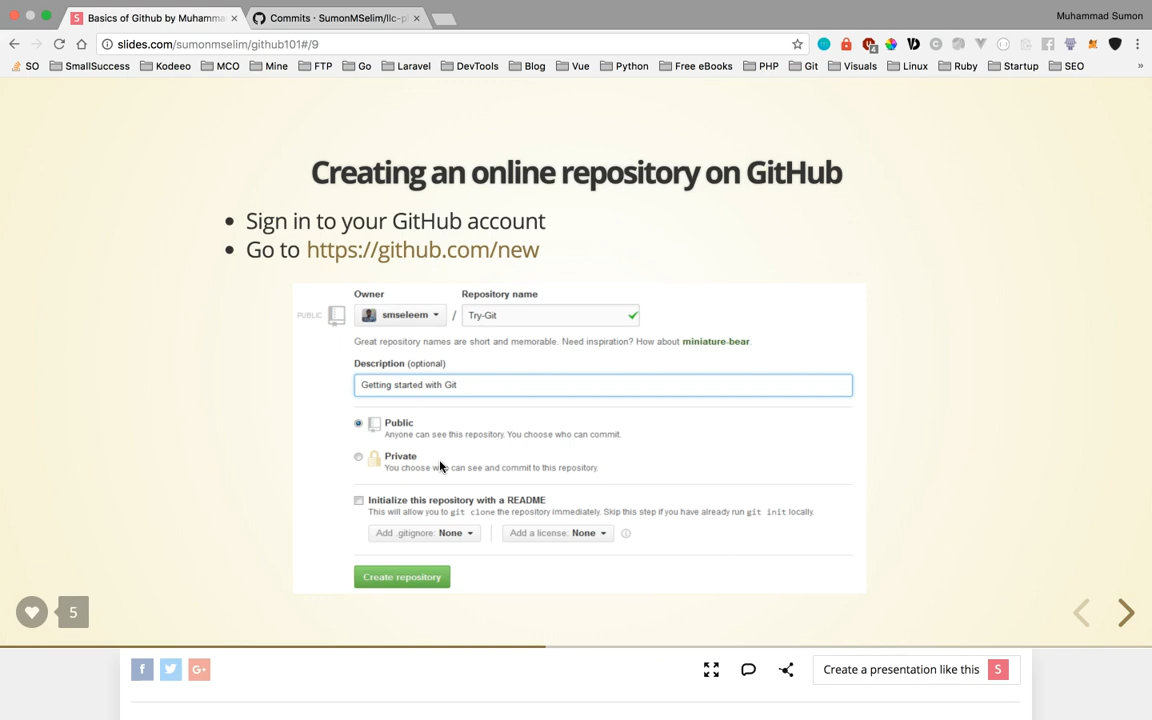 Basics of Github by Muhamma
Commits · SumonMSelim/llc-pl
Muhammad Sumon
slides.com/sumonmselim/github101#/9
4
SO SmallSuccess Kodeeo MCO Mine FTP Go Laravel DevTools Blog Vue Python Free eBooks PHP Git Visuals Linux Ruby Startup SEO »
Creating an online repository on GitHub
• Sign in to your GitHub account
• Go to https://github.com/new
Owner Repository name
PUBLIC smseleem / Try-Git
Great repository names are short and memorable. Need inspiration? How about miniature-bear.
Description (optional)
Getting started with Git
Public
Anyone can see this repository. You choose who can commit.
Private
You choose who can see and commit to this repository.
Initialize this repository with a README
This will allow you to git clone the repository immediately. Skip this step if you have already run git init locally.
Add .gitignore: None Add a license: None
Create repository
5
f G+ Create a presentation like this S